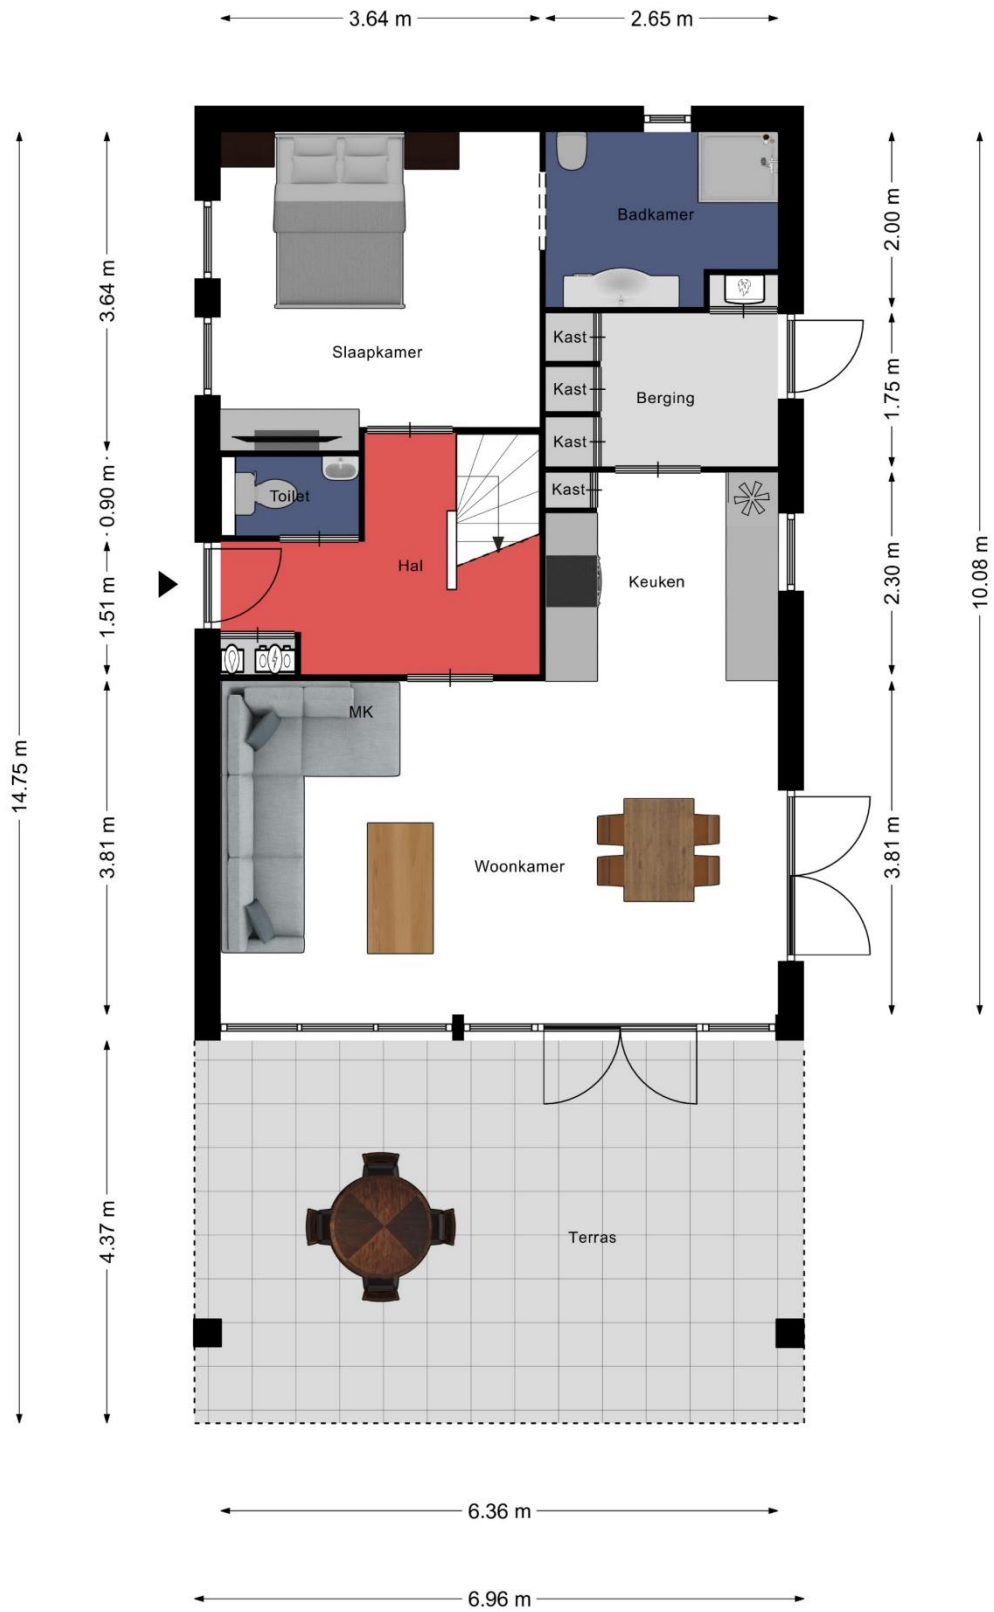 3.64 m
2.65 m
Badkamer
2.00 m
3.64 m
Kast
Slaapkamer
Kast
Berging
1.75 m
Kast
Kast
Toilet
0.90 m
Hal
Keuken
2.30 m
10.08 m
1.51 m
MK
14.75 m
3.81 m
Woonkamer
3.81 m
4.37 m
Terras
6.36 m
6.96 m